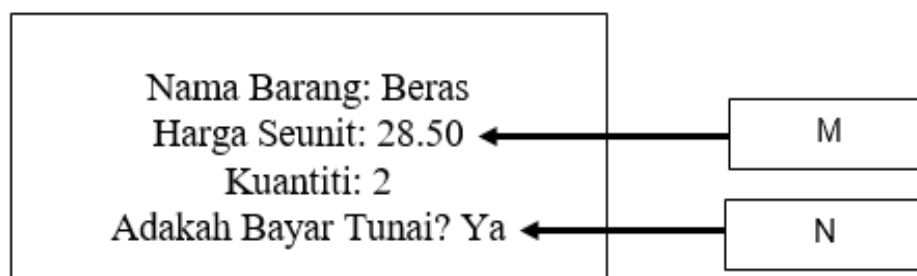 Nama Barang: Beras
Harga Seunit: 28.50
M
Kuantiti: 2
Adakah Bayar Tunai? Ya
N